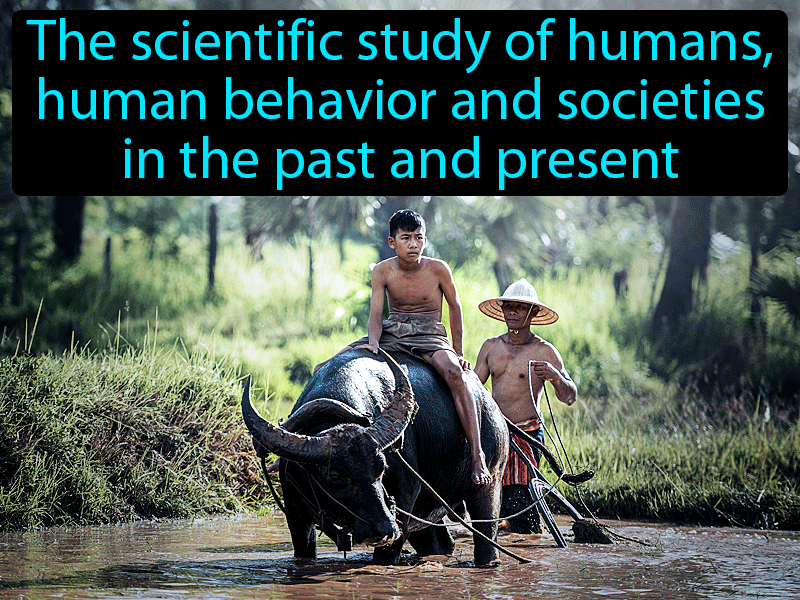 The scientific study of humans,
human behavior and societies
in the past and present